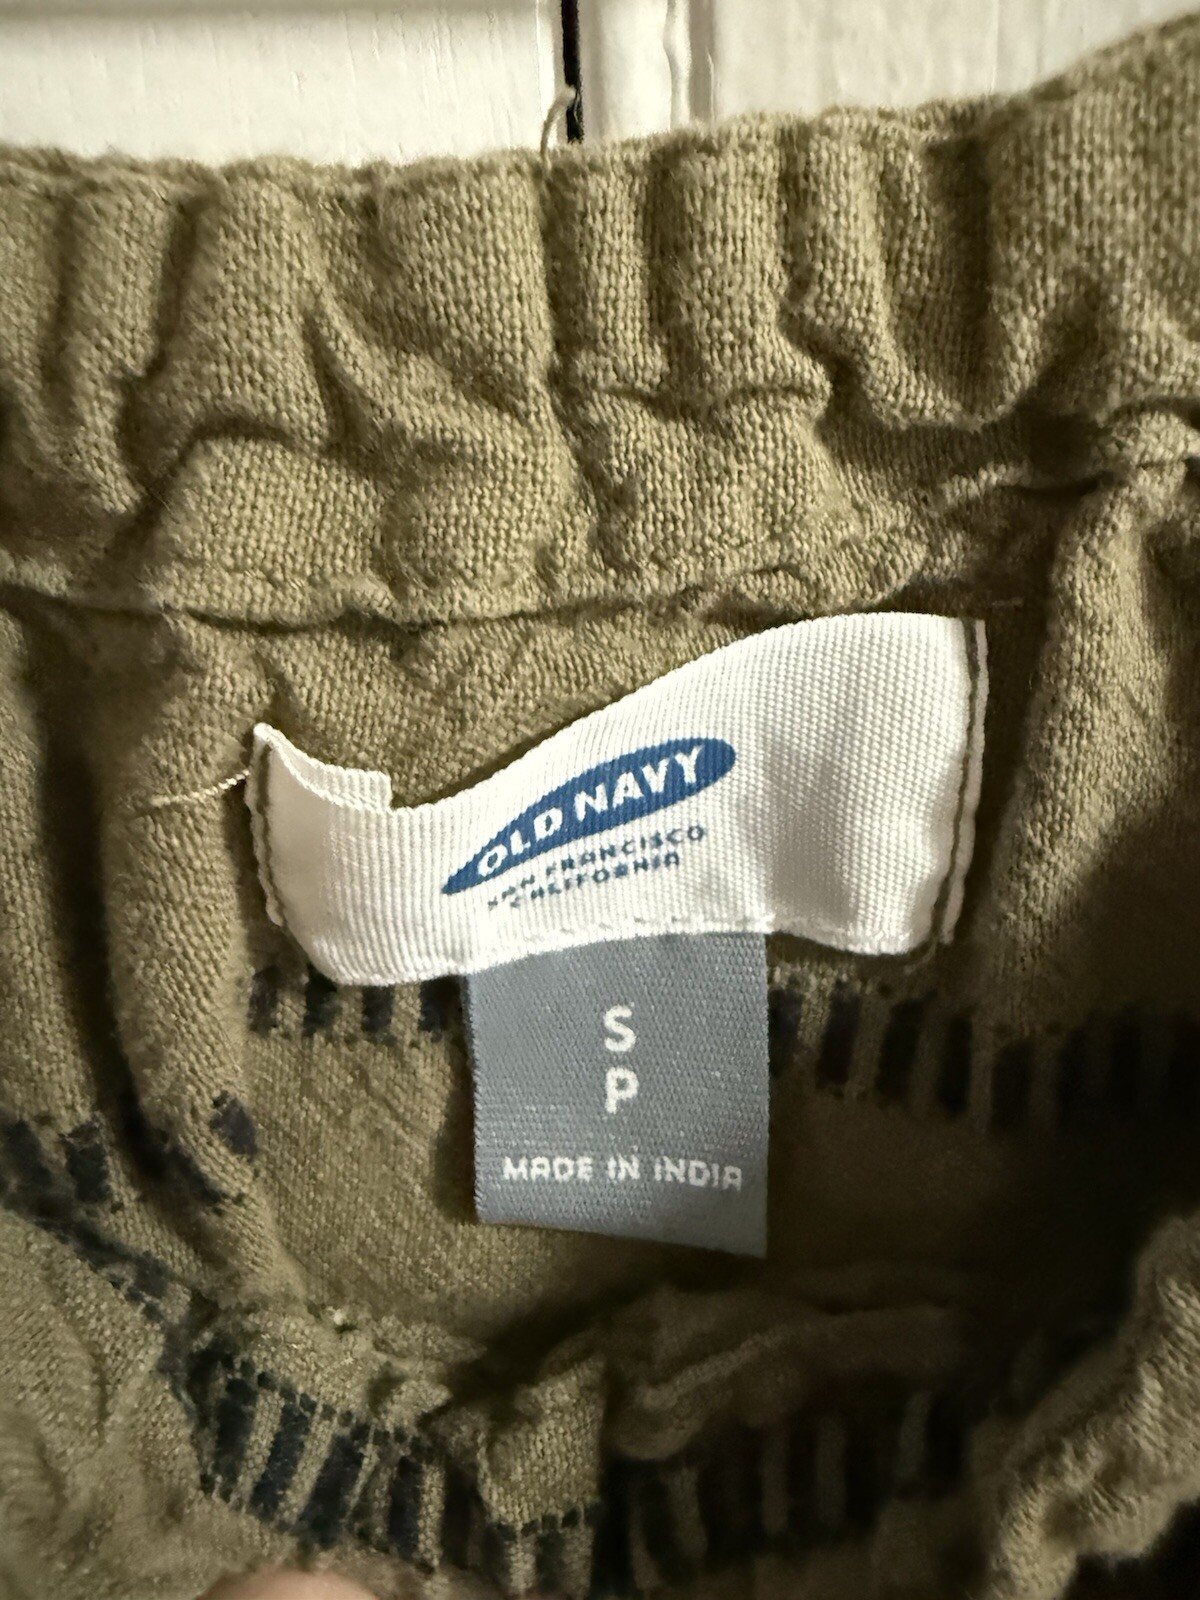 OLD NAVY
SAN FRANCISCO
CALIFORNIA
S
P
MADE IN INDIA